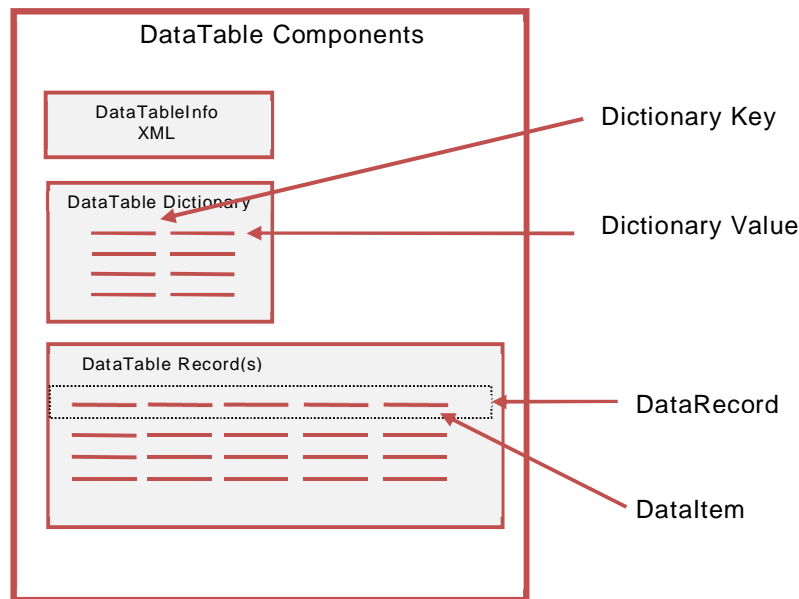 DataTable Components
DataTableInfo
XML
Dictionary Key
DataTable Dictionary
Dictionary Value
DataTable Record(s)
DataRecord
DataItem